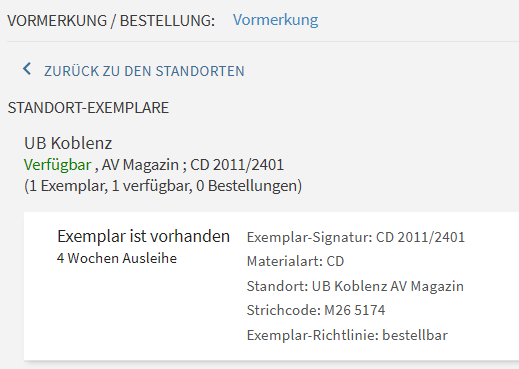 VORMERKUNG / BESTELLUNG: Vormerkung
ZURÜCK ZU DEN STANDORTEN
STANDORT-EXEMPLARE
UB Koblenz
Verfügbar , AV Magazin ; CD 2011/2401
(1 Exemplar, 1 verfügbar, 0 Bestellungen)
Exemplar ist vorhanden
4 Wochen Ausleihe
Exemplar-Signatur: CD 2011/2401
Materialart: CD
Standort: UB Koblenz AV Magazin
Strichcode: M26 5174
Exemplar-Richtlinie: bestellbar